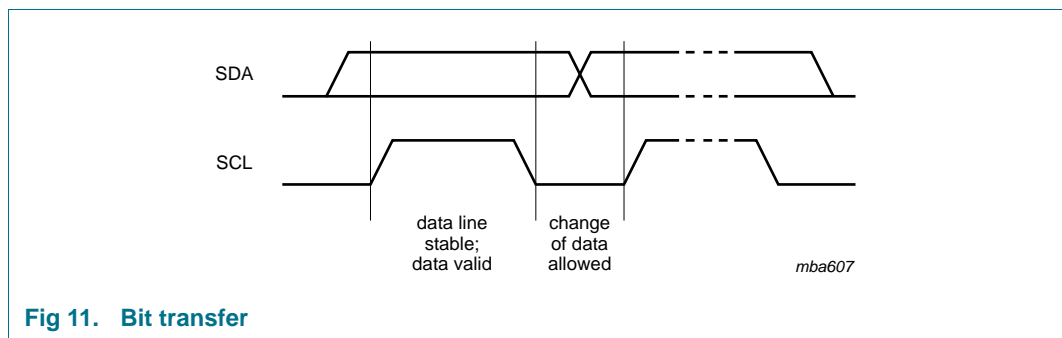 SDA
SCL
data line
stable;
data valid
change
of data
allowed
mba607
Fig 11. Bit transfer